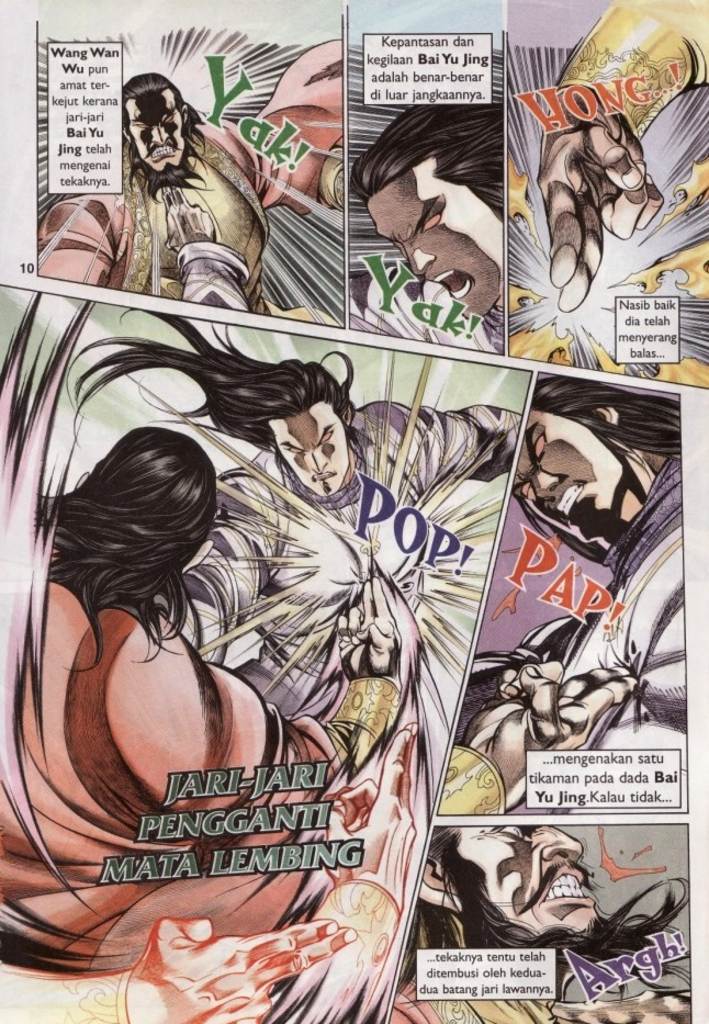 Wang Wan
Wu pun
amat ter-
kejut kerana
jari-jari
Bai Yu
Jing telah
mengenai
tekaknya.
Yak!
Kepantasan dan
kegilaan Bai Yu Jing
adalah benar-benar
di luar jangkaannya.
Yak!
HONG...!
Nasib baik
dia telah
menyerang
balas...
10
POP!
JARI-JARI
PENGGANTI
MATA LEMBING
PAP!
...mengenakan satu
tikaman pada dada Bai
Yu Jing.Kalau tidak...
...tekaknya tentu telah
ditembusi oleh kedua-
dua batang jari lawannya.
Argh!